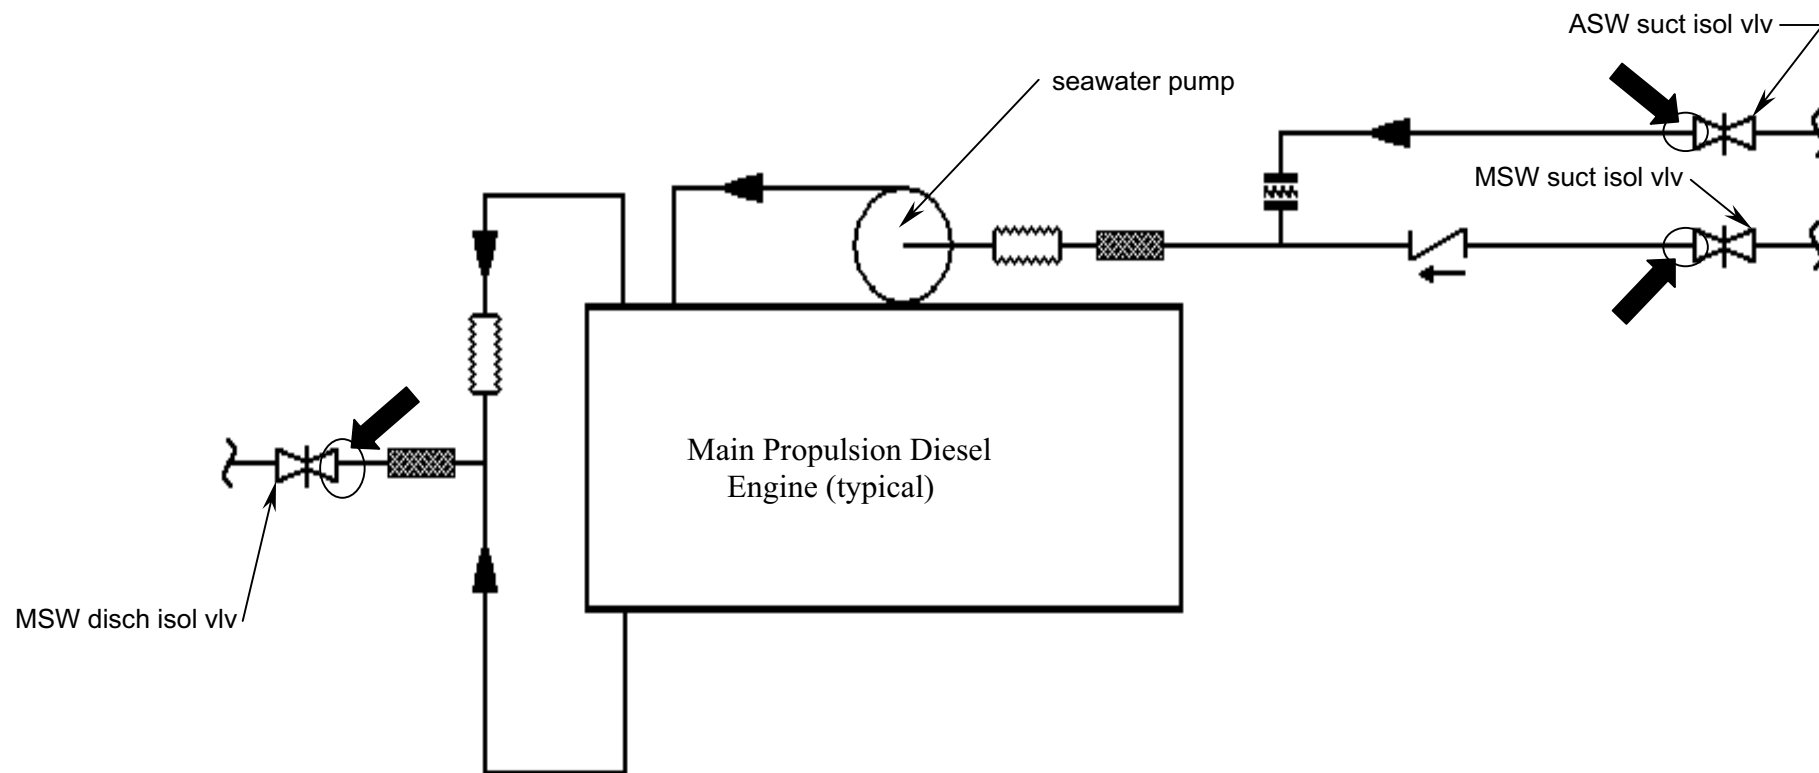 ASW suct isol vlv
seawater pump
MSW suct isol vlv
Main Propulsion Diesel
Engine (typical)
MSW disch isol vlv